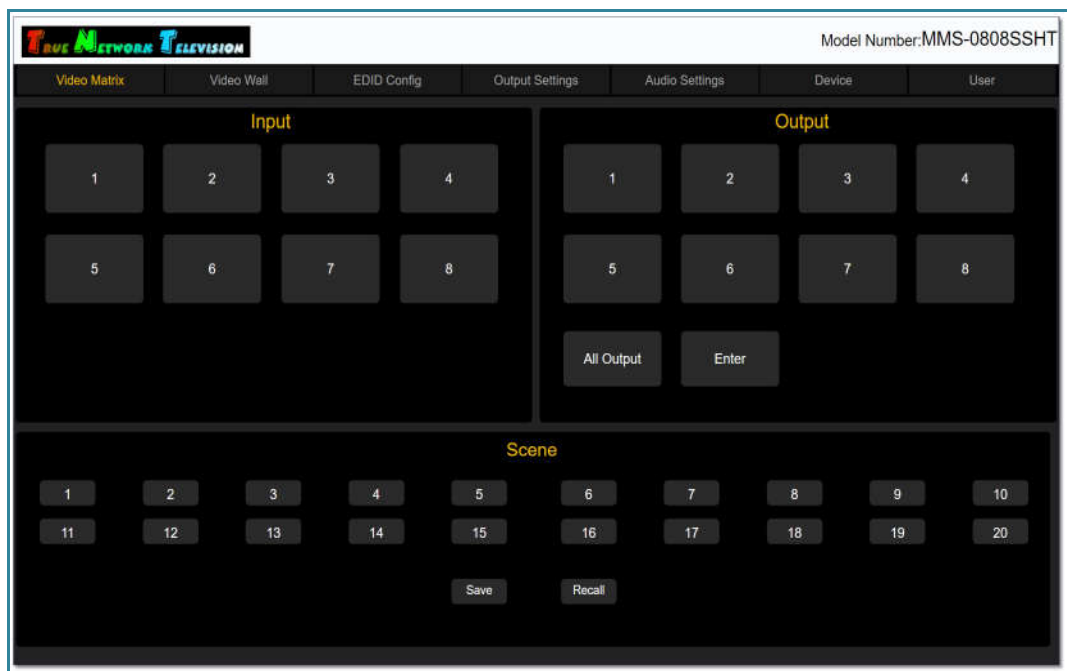 TRUE NETWORK TELEVISION
Model Number:MMS-0808SSHT
Video Matrix Video Wall EDID Config Output Settings Audio Settings Device User
Input
1 2 3 4
5 6 7 8
Output
1 2 3 4
5 6 7 8
All Output Enter
Scene
1 2 3 4 5 6 7 8 9 10
11 12 13 14 15 16 17 18 19 20
Save Recall